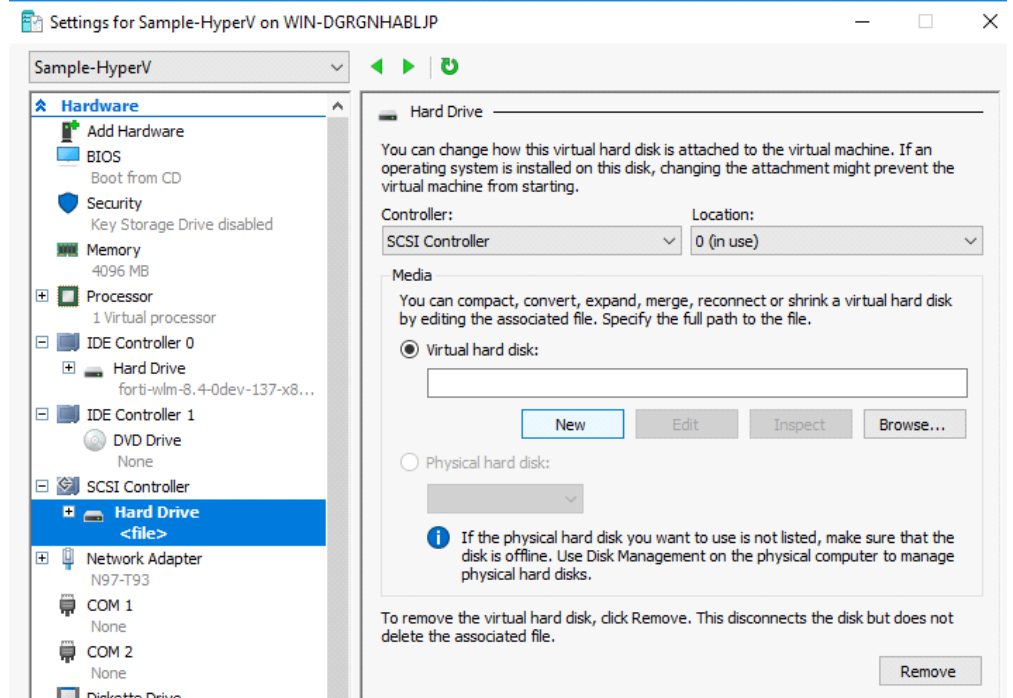 Settings for Sample-HyperV on WIN-DGRGNHABLJP
Sample-HyperV
Hardware
Add Hardware
BIOS
Boot from CD
Security
Key Storage Drive disabled
Memory
4096 MB
Processor
1 Virtual processor
IDE Controller 0
Hard Drive
forti-wlm-8.4-0dev-137-x8...
IDE Controller 1
DVD Drive
None
SCSI Controller
Hard Drive
<file>
Network Adapter
N97-T93
COM 1
None
COM 2
None
Diskette Drive
Hard Drive
You can change how this virtual hard disk is attached to the virtual machine. If an
operating system is installed on this disk, changing the attachment might prevent the
virtual machine from starting.
Controller:
Location:
SCSI Controller
0 (in use)
Media
You can compact, convert, expand, merge, reconnect or shrink a virtual hard disk
by editing the associated file. Specify the full path to the file.
Virtual hard disk:
New
Edit
Inspect
Browse...
Physical hard disk:
If the physical hard disk you want to use is not listed, make sure that the
disk is offline. Use Disk Management on the physical computer to manage
physical hard disks.
To remove the virtual hard disk, click Remove. This disconnects the disk but does not
delete the associated file.
Remove